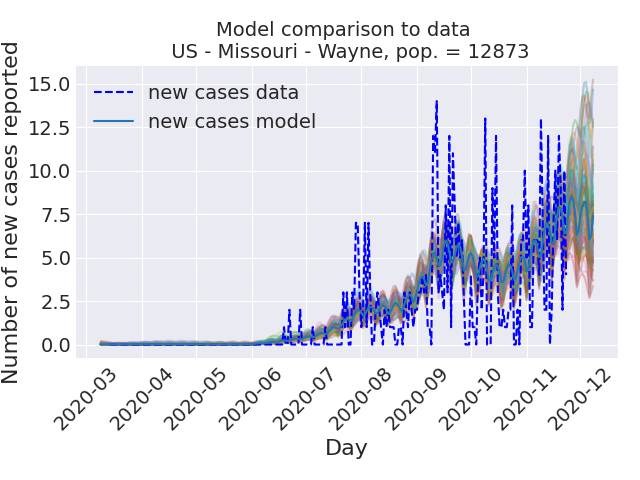 Model comparison to data
US - Missouri - Wayne, pop. = 12873
Number of new cases reported
15.0
12.5
10.0
7.5
5.0
2.5
0.0
new cases data
new cases model
2020-03
2020-04
2020-05
2020-06
2020-07
2020-08
2020-09
2020-10
2020-11
2020-12
Day